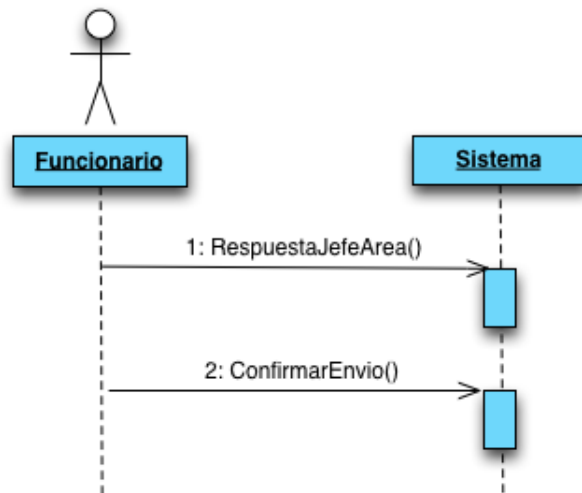 Funcionario
Sistema
1: RespuestaJefeArea()
2: ConfirmarEnvio()